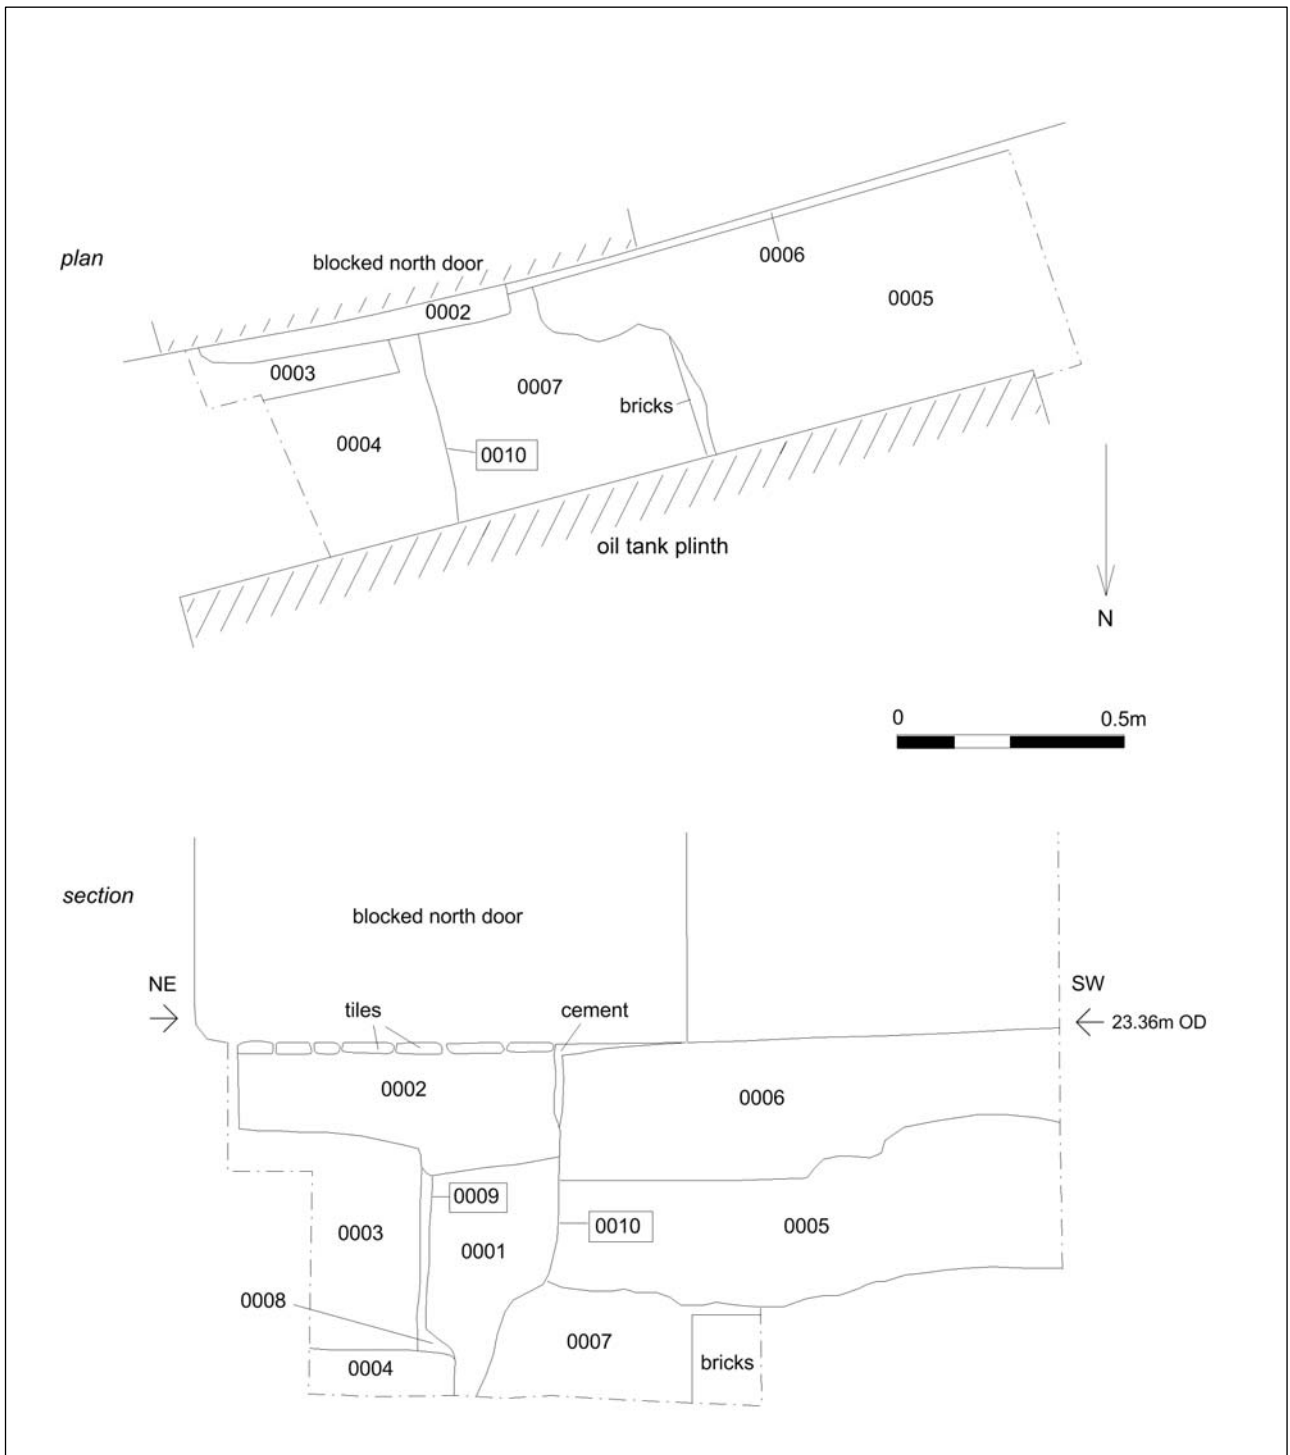 plan
blocked north door
0006
0005
0002
0003
0007
bricks
0004
0010
oil tank plinth
N
0 0.5m
section
blocked north door
NE
SW
tiles
cement
23.36m OD
0002
0006
0009
0010
0005
0003
0001
0008
0007
0004
bricks